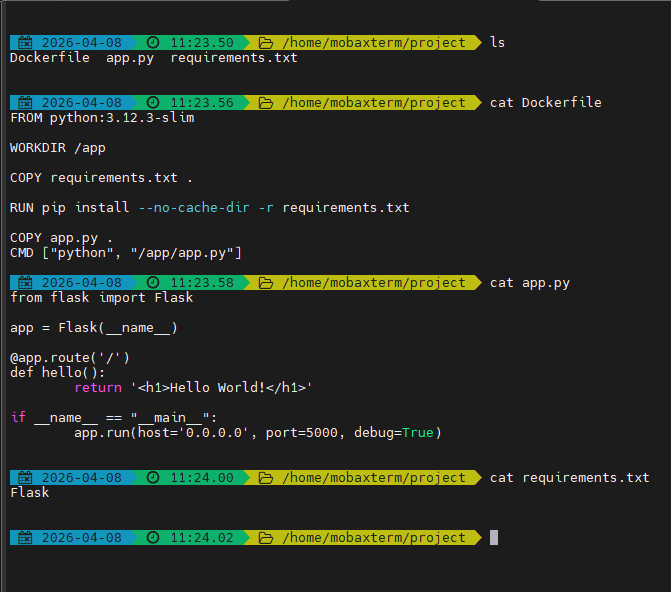 2026-04-08 11:23.50 /home/mobaxterm/project ls
Dockerfile  app.py  requirements.txt
2026-04-08 11:23.56 /home/mobaxterm/project cat Dockerfile
FROM python:3.12.3-slim
WORKDIR /app
COPY requirements.txt .
RUN pip install --no-cache-dir -r requirements.txt
COPY app.py .
CMD ["python", "/app/app.py"]
2026-04-08 11:23.58 /home/mobaxterm/project cat app.py
from flask import Flask
app = Flask(__name__)
@app.route('/')
def hello():
        return '<h1>Hello World!</h1>'
if __name__ == "__main__":
        app.run(host='0.0.0.0', port=5000, debug=True)
2026-04-08 11:24.00 /home/mobaxterm/project cat requirements.txt
Flask
2026-04-08 11:24.02 /home/mobaxterm/project